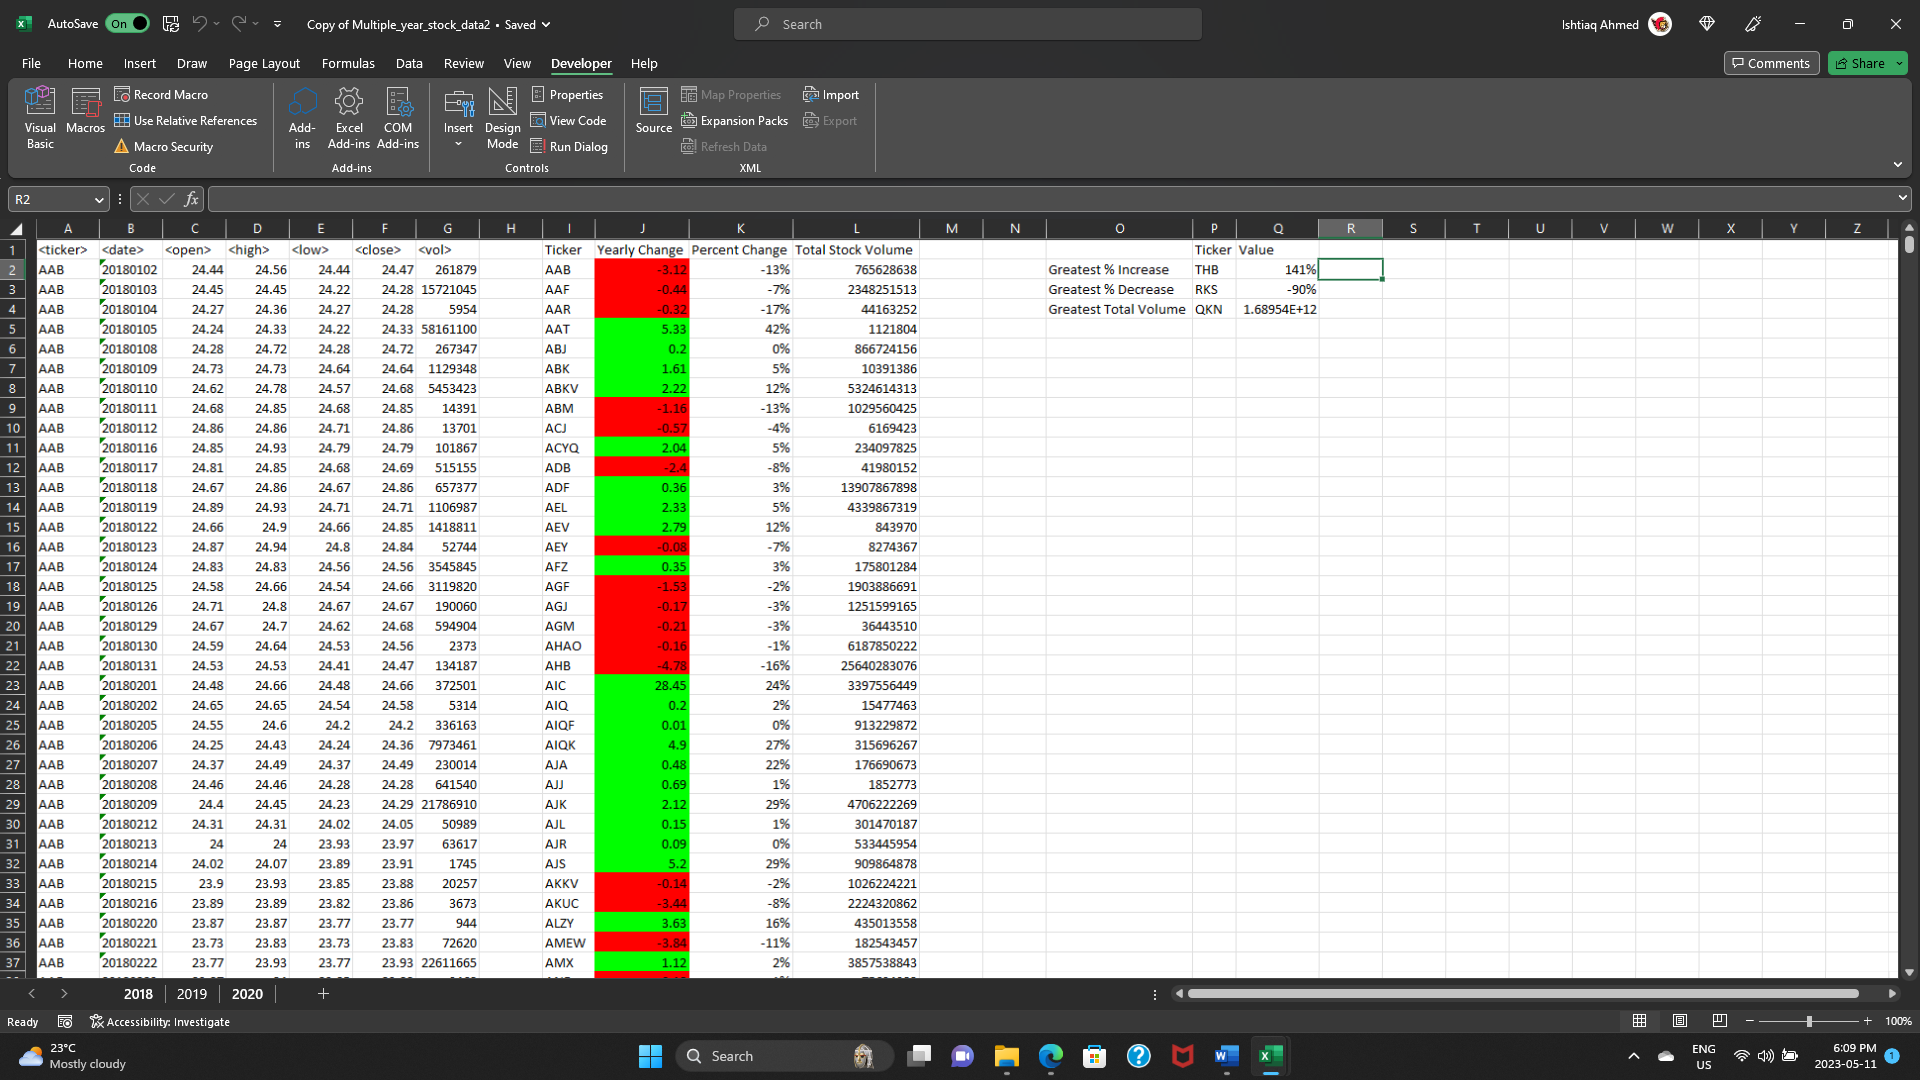 AutoSave On Copy of Multiple_year_stock_data2 • Saved Search Ishtiaq Ahmed
File Home Insert Draw Page Layout Formulas Data Review View Developer Help Comments Share
Visual Basic
Macros
Record Macro
Use Relative References
Macro Security
Code
Add-ins
Excel Add-ins
COM Add-ins
Add-ins
Insert
Design Mode
Properties
View Code
Run Dialog
Controls
Source
Map Properties
Expansion Packs
Refresh Data
Import
Export
XML
R2 fx
A B C D E F G H I J K L M N O P Q R S T U V W X Y Z
1 <ticker> <date> <open> <high> <low> <close> <vol> Ticker Yearly Change Percent Change Total Stock Volume Ticker Value
2 AAB 20180102 24.44 24.56 24.44 24.47 261879 AAB -3.12 -13% 765628638 Greatest % Increase THB 141%
3 AAB 20180103 24.45 24.45 24.22 24.28 15721045 AAF -0.44 -7% 2348251513 Greatest % Decrease RKS -90%
4 AAB 20180104 24.27 24.36 24.27 24.28 5954 AAR -0.32 -17% 44163252 Greatest Total Volume QKN 1.68954E+12
5 AAB 20180105 24.24 24.33 24.22 24.33 58161100 AAT 5.33 42% 1121804
6 AAB 20180108 24.28 24.72 24.28 24.72 267347 ABJ 0.2 0% 866724156
7 AAB 20180109 24.73 24.73 24.64 24.64 1129348 ABK 1.61 5% 10391386
8 AAB 20180110 24.62 24.78 24.57 24.68 5453423 ABKV 2.22 12% 5324614313
9 AAB 20180111 24.68 24.85 24.68 24.85 14391 ABM -1.16 -13% 1029560425
10 AAB 20180112 24.86 24.86 24.71 24.86 13701 ACJ -0.57 -4% 6169423
11 AAB 20180116 24.85 24.93 24.79 24.79 101867 ACYQ 2.04 5% 234097825
12 AAB 20180117 24.81 24.85 24.68 24.69 515155 ADB -2.4 -8% 41980152
13 AAB 20180118 24.67 24.86 24.67 24.86 657377 ADF 0.36 3% 13907867898
14 AAB 20180119 24.89 24.93 24.71 24.71 1106987 AEL 2.33 5% 4339867319
15 AAB 20180122 24.66 24.9 24.66 24.85 1418811 AEV 2.79 12% 843970
16 AAB 20180123 24.87 24.94 24.8 24.84 52744 AEY -0.08 -7% 8274367
17 AAB 20180124 24.83 24.83 24.56 24.56 3545845 AFZ 0.35 3% 175801284
18 AAB 20180125 24.58 24.66 24.54 24.66 3119820 AGF -1.53 -2% 1903886691
19 AAB 20180126 24.71 24.8 24.67 24.67 190060 AGJ -0.17 -3% 1251599165
20 AAB 20180129 24.67 24.7 24.62 24.68 594904 AGM -0.21 -3% 36443510
21 AAB 20180130 24.59 24.64 24.53 24.56 2373 AHAO -0.16 -1% 6187850222
22 AAB 20180131 24.53 24.53 24.41 24.47 134187 AHB -4.78 -16% 25640283076
23 AAB 20180201 24.48 24.66 24.48 24.66 372501 AIC 28.45 24% 3397556449
24 AAB 20180202 24.65 24.65 24.54 24.58 5314 AIQ 0.2 2% 15477463
25 AAB 20180205 24.55 24.6 24.2 24.2 336163 AIQF 0.01 0% 913229872
26 AAB 20180206 24.25 24.43 24.24 24.36 7973461 AIQK 4.9 27% 315696267
27 AAB 20180207 24.37 24.49 24.37 24.49 230014 AJA 0.48 22% 176690673
28 AAB 20180208 24.46 24.46 24.28 24.28 641540 AJJ 0.69 1% 1852773
29 AAB 20180209 24.4 24.45 24.23 24.29 21786910 AJK 2.12 29% 4706222269
30 AAB 20180212 24.31 24.31 24.02 24.05 50989 AJL 0.15 1% 301470187
31 AAB 20180213 24 24 23.93 23.97 63617 AJR 0.09 0% 533445954
32 AAB 20180214 24.02 24.07 23.89 23.91 1745 AJS 5.2 29% 909864878
33 AAB 20180215 23.9 23.93 23.85 23.88 20257 AKKV -0.14 -2% 1026224221
34 AAB 20180216 23.89 23.89 23.82 23.86 3673 AKUC -3.44 -8% 2224320862
35 AAB 20180220 23.87 23.87 23.77 23.77 944 ALZY 3.63 16% 435013558
36 AAB 20180221 23.73 23.83 23.73 23.83 72620 AMEW -3.84 -11% 182543457
37 AAB 20180222 23.77 23.93 23.77 23.93 22611665 AMX 1.12 2% 3857538843
2018 2019 2020
Ready Accessibility: Investigate 100%
23°C
Mostly cloudy
Search
ENG
US
6:09 PM
2023-05-11
1